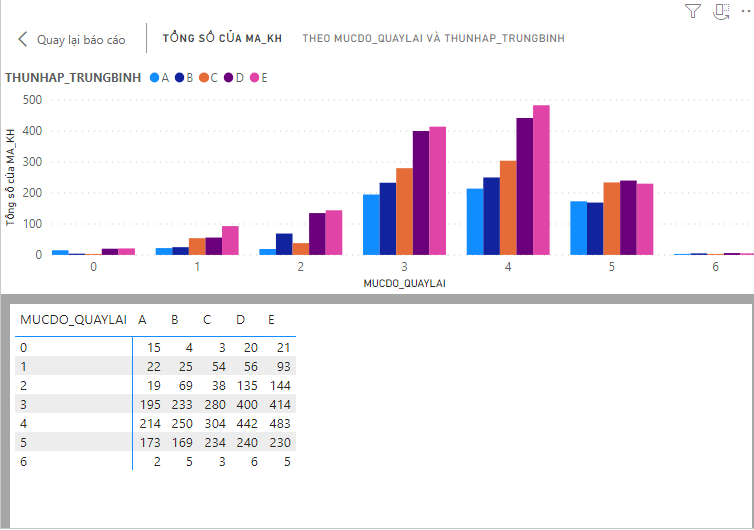 Quay lại báo cáo TỔNG SỐ CỦA MA_KH THEO MUCDO_QUAYLAI VÀ THUNHAP_TRUNGBINH
THUNHAP_TRUNGBINH A B C D E
Tổng số của MA_KH
500
400
300
200
100
0
0 1 2 3 4 5 6
MUCDO_QUAYLAI
MUCDO_QUAYLAI A B C D E
0 15 4 3 20 21
1 22 25 54 56 93
2 19 69 38 135 144
3 195 233 280 400 414
4 214 250 304 442 483
5 173 169 234 240 230
6 2 5 3 6 5